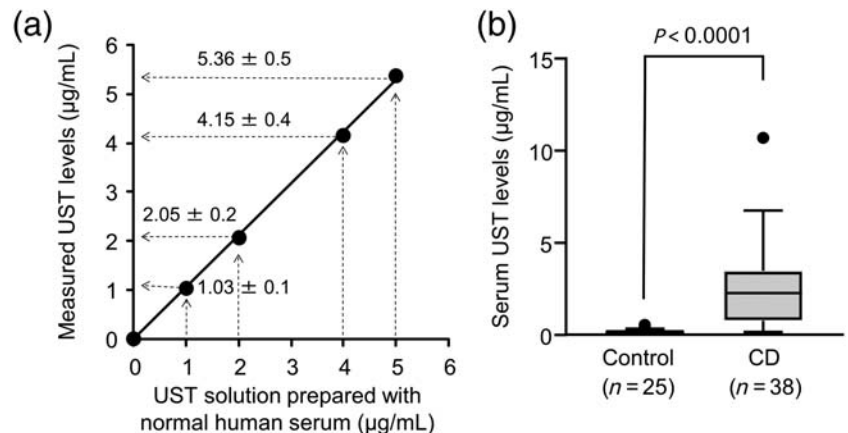 (a)
Measured UST levels (µg/mL)
6
5
4
3
2
1
0
5.36 ± 0.5
4.15 ± 0.4
2.05 ± 0.2
1.03 ± 0.1
0 1 2 3 4 5 6
UST solution prepared with
normal human serum (µg/mL)
(b)
P < 0.0001
Serum UST levels (µg/mL)
15
10
5
0
Control CD
(n = 25) (n = 38)